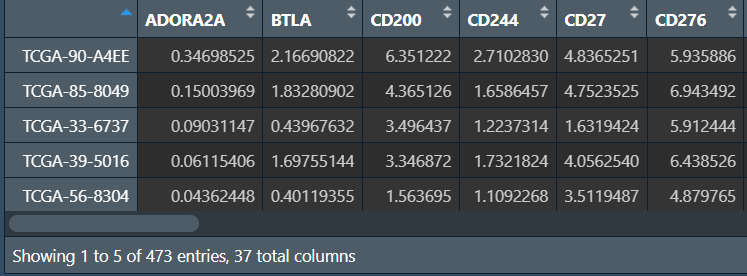 ADORA2A BTLA CD200 CD244 CD27 CD276
TCGA-90-A4EE 0.34698525 2.16690822 6.351222 2.7102830 4.8365251 5.935886
TCGA-85-8049 0.15003969 1.83280902 4.365126 1.6586457 4.7523525 6.943492
TCGA-33-6737 0.09031147 0.43967632 3.496437 1.2237314 1.6319424 5.912444
TCGA-39-5016 0.06115406 1.69755144 3.346872 1.7321824 4.0562540 6.438526
TCGA-56-8304 0.04362448 0.40119355 1.563695 1.1092268 3.5119487 4.879765
Showing 1 to 5 of 473 entries, 37 total columns